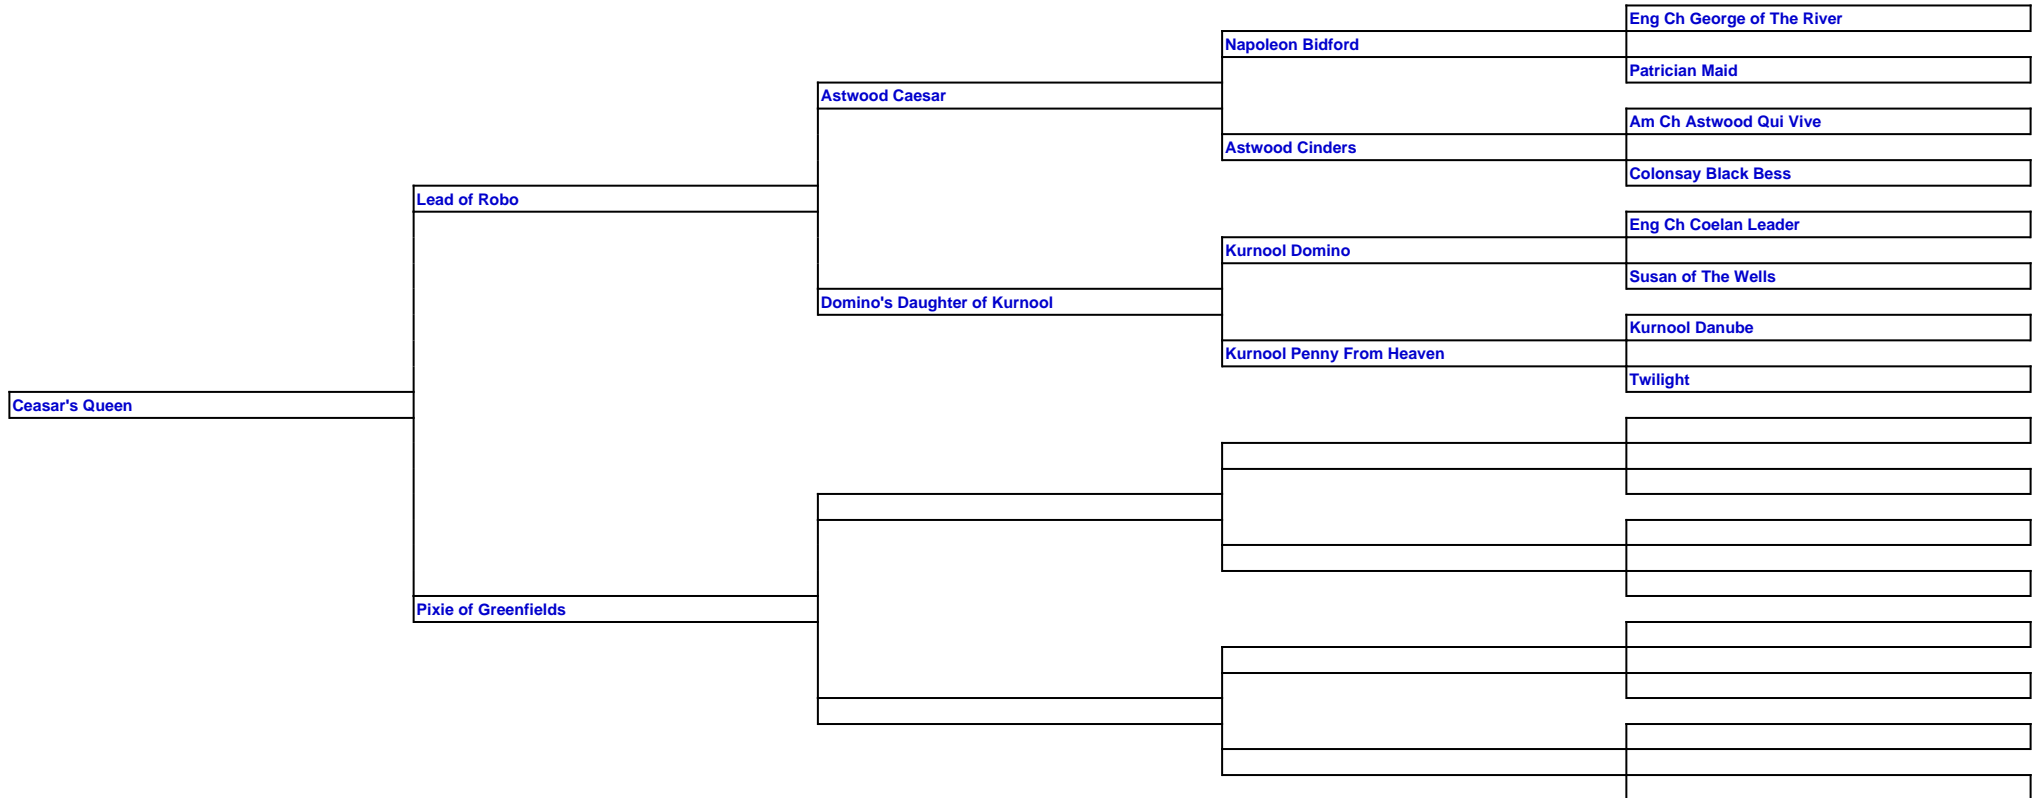 Eng Ch George of The River
Napoleon Bidford
Patrician Maid
Astwood Caesar
Am Ch Astwood Qui Vive
Astwood Cinders
Colonsay Black Bess
Lead of Robo
Eng Ch Coelan Leader
Kurnool Domino
Susan of The Wells
Domino's Daughter of Kurnool
Kurnool Danube
Kurnool Penny From Heaven
Twilight
Ceasar's Queen
Pixie of Greenfields